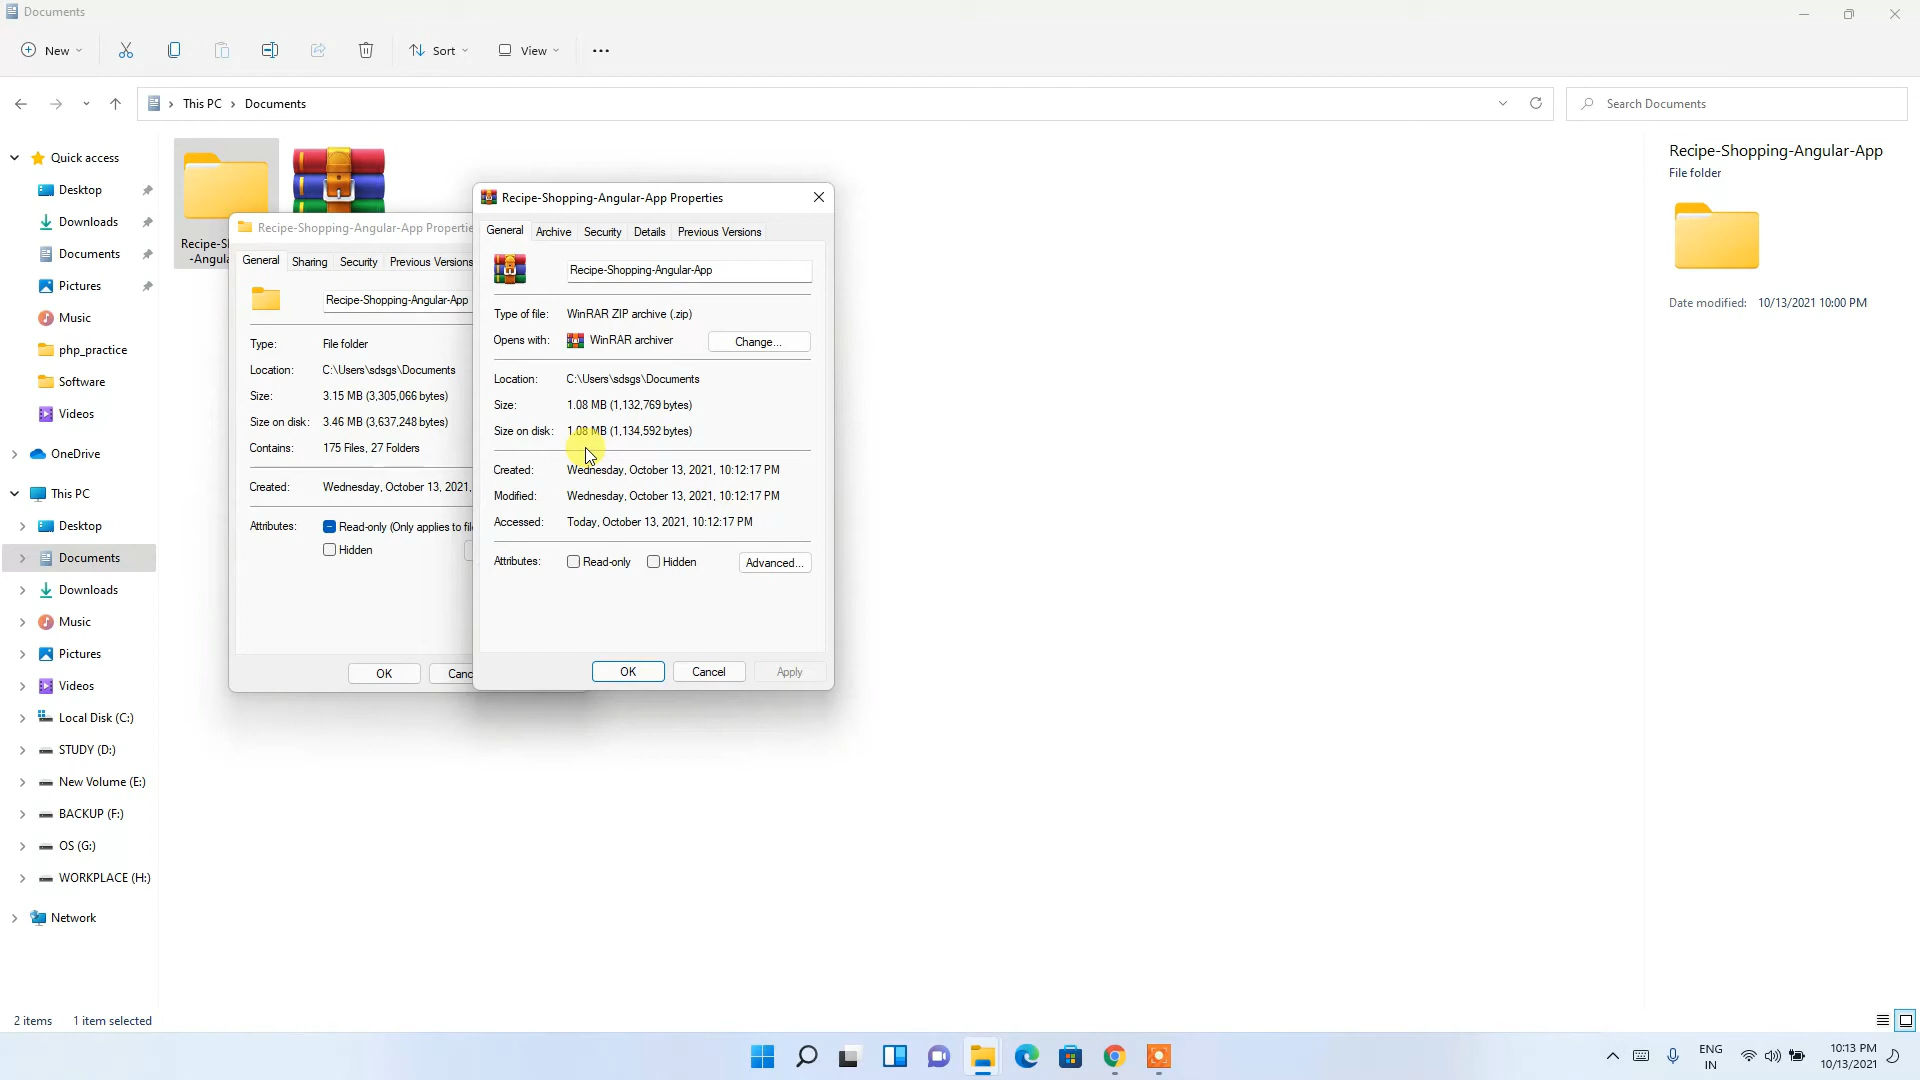 Documents
New
Sort
View
This PC
Documents
Search Documents
Quick access
Desktop
Downloads
Documents
Pictures
Music
php_practice
Software
Videos
OneDrive
This PC
Desktop
Documents
Downloads
Music
Pictures
Videos
Local Disk (C:)
STUDY (D:)
New Volume (E:)
BACKUP (F:)
OS (G:)
WORKPLACE (H:)
Network
Recipe-S
-Angula
Recipe-Shopping-Angular-App Propertie
General Sharing Security Previous Versions
Recipe-Shopping-Angular-App
Type: File folder
Location: C:\Users\sdsgs\Documents
Size: 3.15 MB (3,305,066 bytes)
Size on disk: 3.46 MB (3,637,248 bytes)
Contains: 175 Files, 27 Folders
Created: Wednesday, October 13, 2021,
Attributes: Read-only (Only applies to file
Hidden
OK Canc
Recipe-Shopping-Angular-App Properties
General Archive Security Details Previous Versions
Recipe-Shopping-Angular-App
Type of file: WinRAR ZIP archive (.zip)
Opens with: WinRAR archiver Change...
Location: C:\Users\sdsgs\Documents
Size: 1.08 MB (1,132,769 bytes)
Size on disk: 1.08 MB (1,134,592 bytes)
Created: Wednesday, October 13, 2021, 10:12:17 PM
Modified: Wednesday, October 13, 2021, 10:12:17 PM
Accessed: Today, October 13, 2021, 10:12:17 PM
Attributes: Read-only Hidden Advanced...
OK Cancel Apply
Recipe-Shopping-Angular-App
File folder
Date modified: 10/13/2021 10:00 PM
2 items 1 item selected
ENG
IN
10:13 PM
10/13/2021